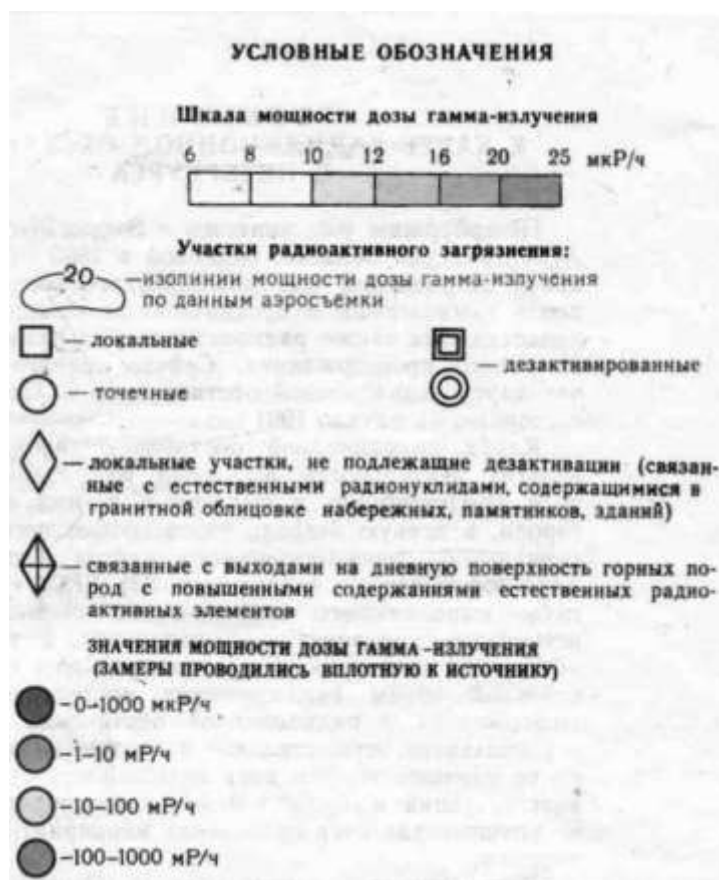 УСЛОВНЫЕ ОБОЗНАЧЕНИЯ
Шкала мощности дозы гамма-излучения
6 8 10 12 16 20 25 мкР/ч
Участки радиоактивного загрязнения:
20 —изолинии мощности дозы гамма-излучения
по данным аэросъёмки
— локальные
— дезактивированные
— точечные
— локальные участки, не подлежащие дезактивации (связан-
ные с естественными радионуклидами, содержащимися в
гранитной облицовке набережных, памятников, зданий)
—связанные с выходами на дневную поверхность горных по-
род с повышенными содержаниями естественных радио-
активных элементов
ЗНАЧЕНИЯ МОЩНОСТИ ДОЗЫ ГАММА-ИЗЛУЧЕНИЯ
(ЗАМЕРЫ ПРОВОДИЛИСЬ ВПЛОТНУЮ К ИСТОЧНИКУ)
-0-1000 мкР/ч
-1-10 мР/ч
-10-100 мР/ч
-100-1000 мР/ч